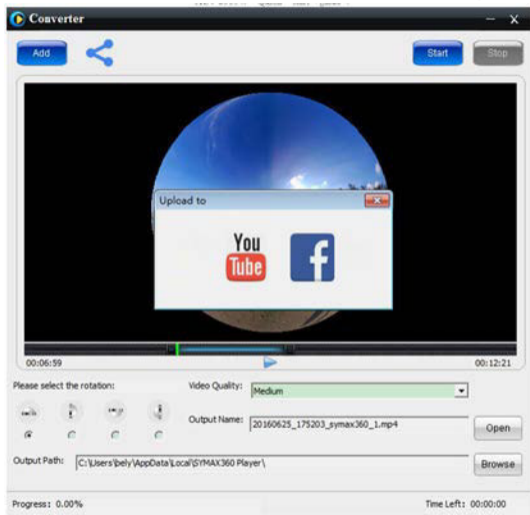 Converter
Add
Start
Stop
Upload to
You
Tube
f
00:06:59
00:12:21
Please select the rotation:
Video Quality:
Medium
Output Name:
20160625_175203_symax360_1.mp4
Open
Output Path:
C:\Users\bely\AppData\Local\SYMAX360 Player\
Browse
Progress: 0.00%
Time Left: 00:00:00